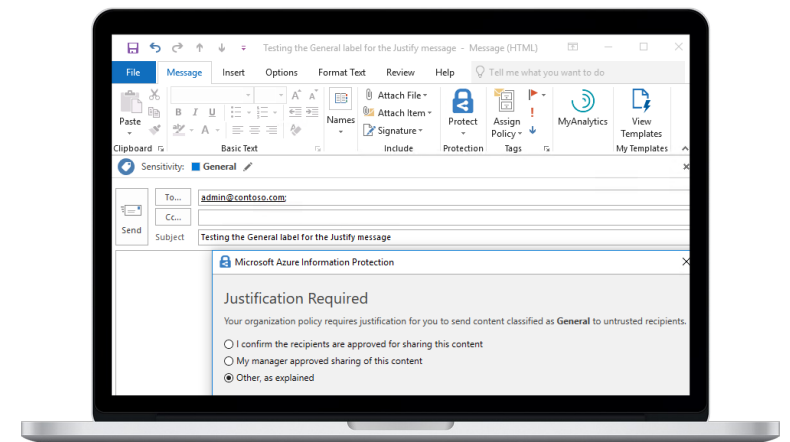 Testing the General label for the Justify message - Message (HTML)
File Message Insert Options Format Text Review Help Tell me what you want to do
Paste
B I U
A A
Names
Attach File
Attach Item
Signature
Protect
Assign Policy
MyAnalytics
View Templates
Clipboard Basic Text Include Protection Tags My Templates
Sensitivity: General
To... admin@contoso.com;
Cc...
Send
Subject Testing the General label for the Justify message
Microsoft Azure Information Protection
Justification Required
Your organization policy requires justification for you to send content classified as General to untrusted recipients.
I confirm the recipients are approved for sharing this content
My manager approved sharing of this content
Other, as explained